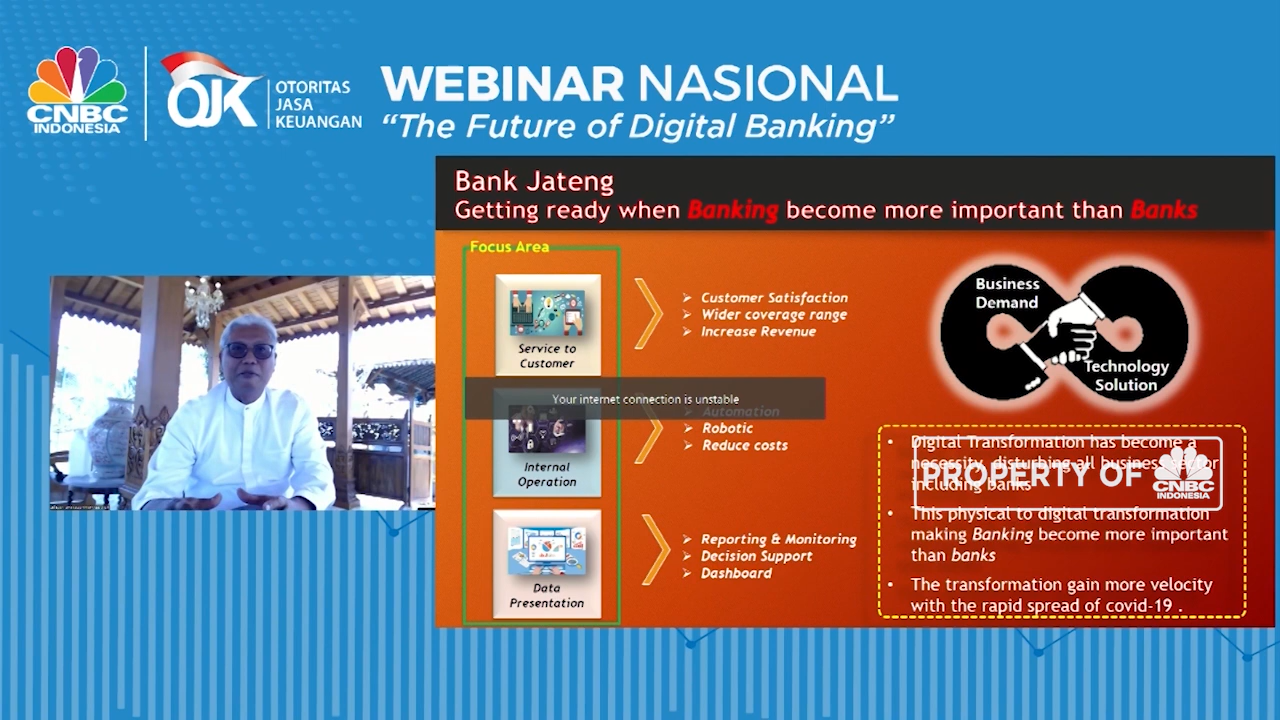 CNBC
INDONESIA
OJK
OTORITAS
JASA
KEUANGAN
WEBINAR NASIONAL
“The Future of Digital Banking”
Bank Jateng
Getting ready when Banking become more important than Banks
Focus Area
Service to
Customer
➢ Customer Satisfaction
➢ Wider coverage range
➢ Increase Revenue
Your internet connection is unstable
Internal
Operation
Automation
➢ Robotic
➢ Reduce costs
Data
Presentation
➢ Reporting & Monitoring
➢ Decision Support
➢ Dashboard
Business
Demand
Technology
Solution
• Digital Transformation has become a
necessity, disturbing all business sector
including banks
• This physical to digital transformation
making Banking become more important
than banks
• The transformation gain more velocity
with the rapid spread of covid-19 .
PROPERTY OF
CNBC
INDONESIA